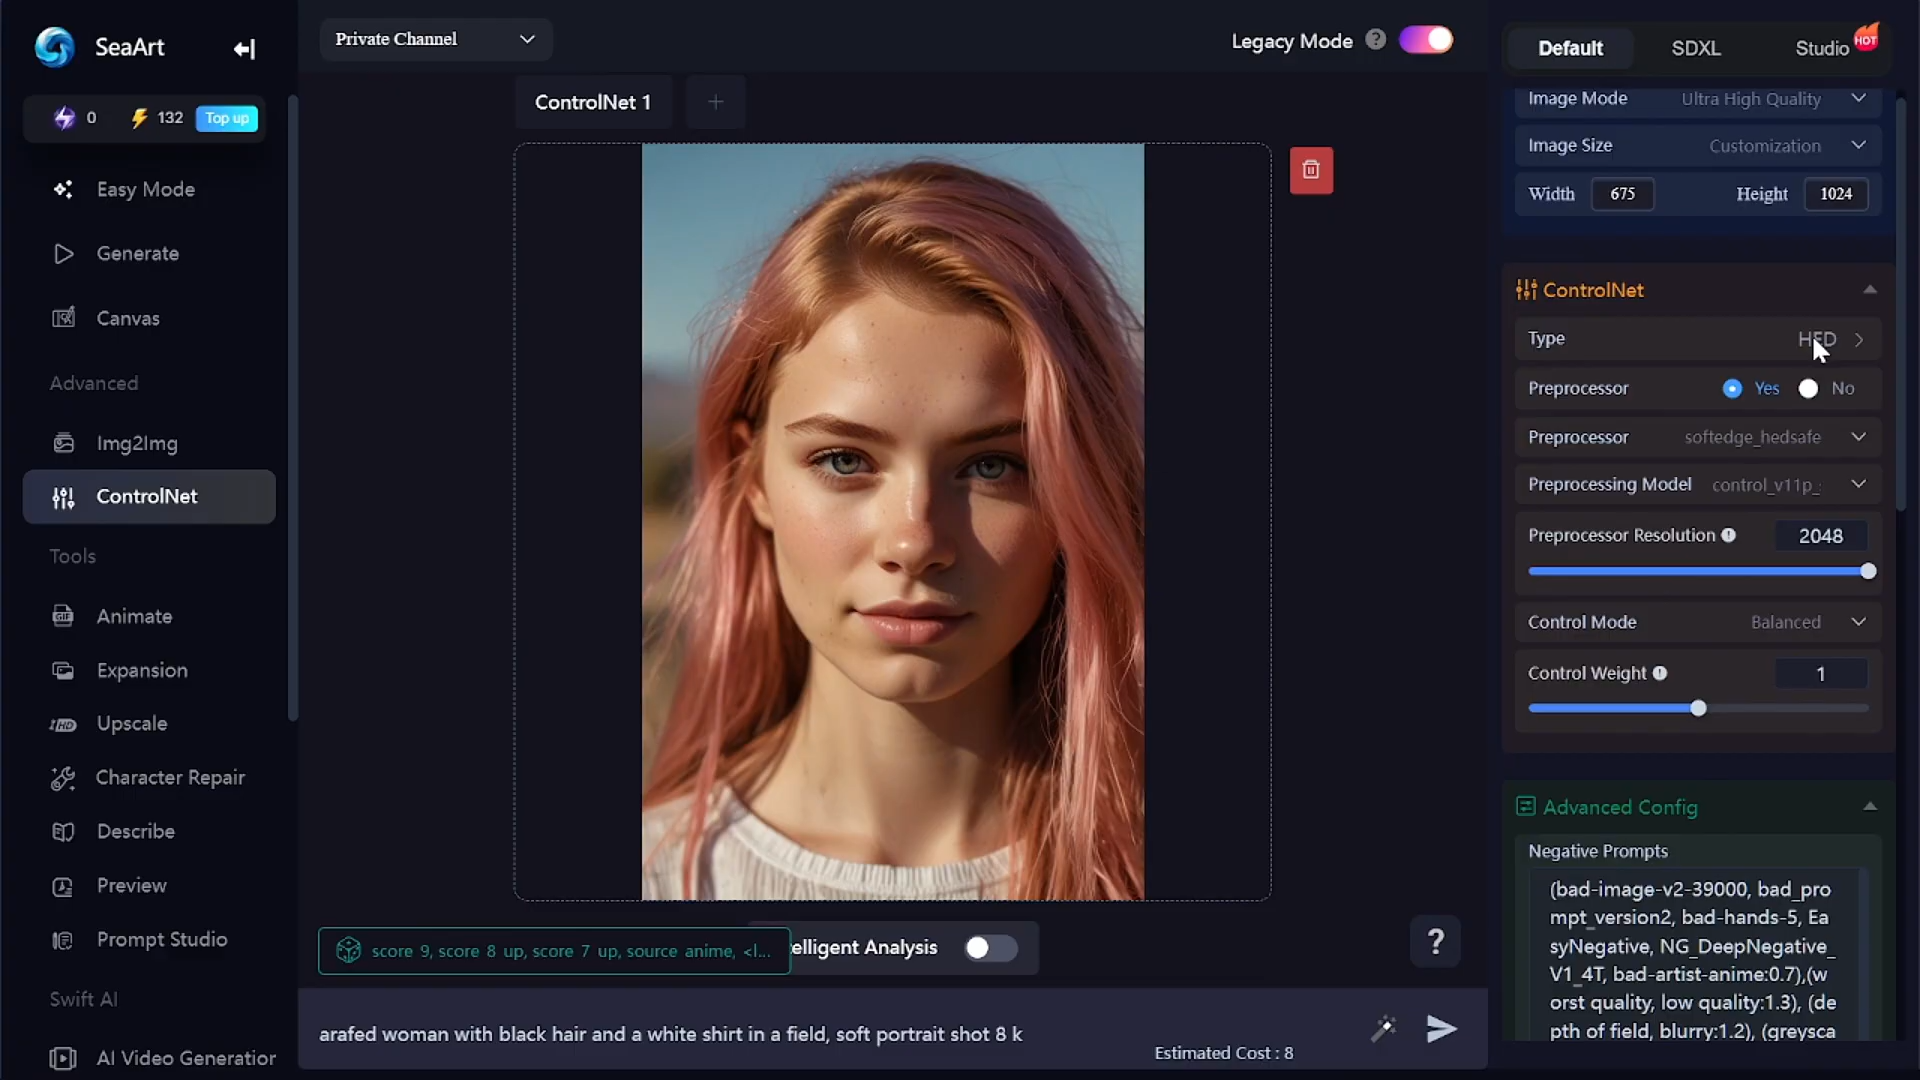 SeaArt
0
132
Top up
Easy Mode
Generate
Canvas
Advanced
Img2Img
ControlNet
Tools
Animate
Expansion
Upscale
Character Repair
Describe
Preview
Prompt Studio
Swift AI
AI Video Generation
Private Channel
Legacy Mode
ControlNet 1
score 9, score 8 up, score 7 up, source anime, <l...
elligent Analysis
arafed woman with black hair and a white shirt in a field, soft portrait shot 8 k
Estimated Cost : 8
Default
SDXL
Studio
HOT
Image Mode Ultra High Quality
Image Size Customization
Width 675 Height 1024
ControlNet
Type HED
Preprocessor Yes No
Preprocessor softedge_hedsafe
Preprocessing Model control_v11p_
Preprocessor Resolution 2048
Control Mode Balanced
Control Weight 1
Advanced Config
Negative Prompts
(bad-image-v2-39000, bad_pro
mpt_version2, bad-hands-5, Ea
syNegative, NG_DeepNegative_
V1_4T, bad-artist-anime:0.7),(w
orst quality, low quality:1.3), (de
pth of field, blurry:1.2), (greysca